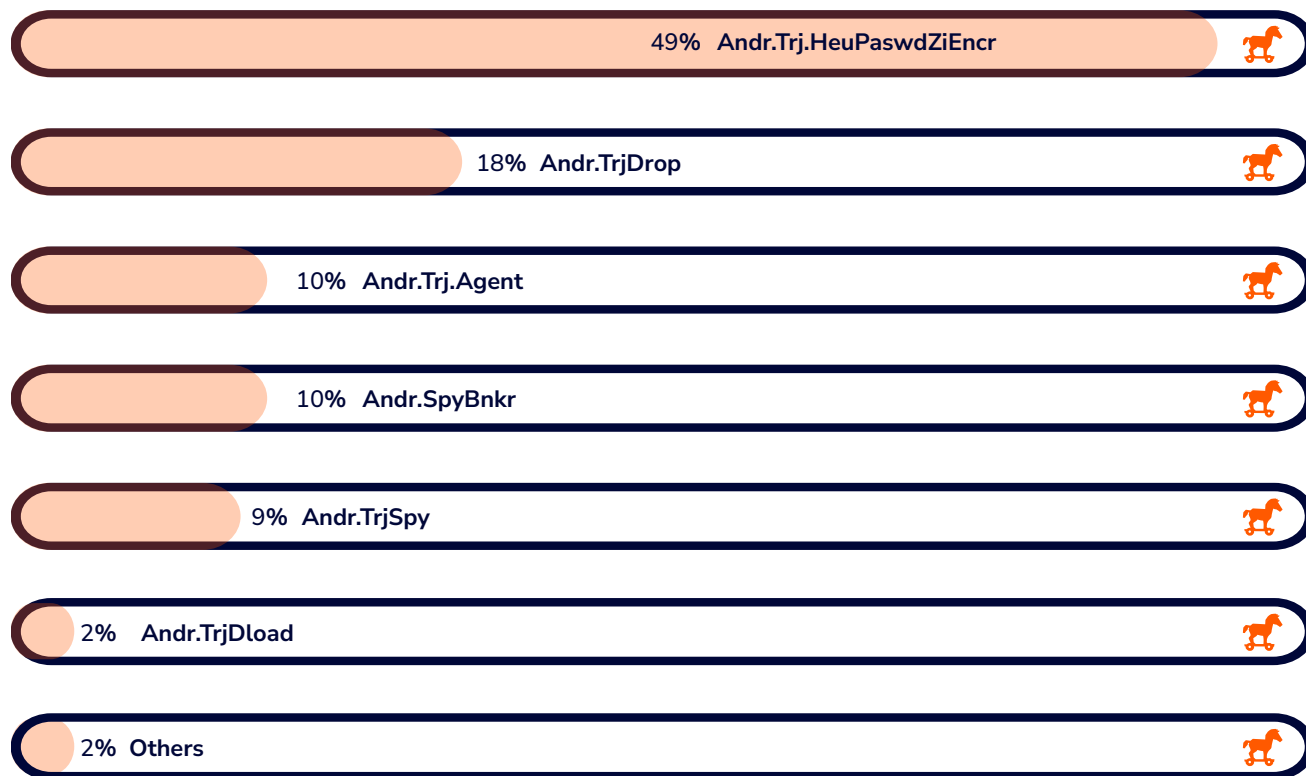 49% Andr.Trj.HeuPaswdZiEncr
18% Andr.TrjDrop
10% Andr.Trj.Agent
10% Andr.SpyBnkr
9% Andr.TrjSpy
2% Andr.TrjDload
2% Others